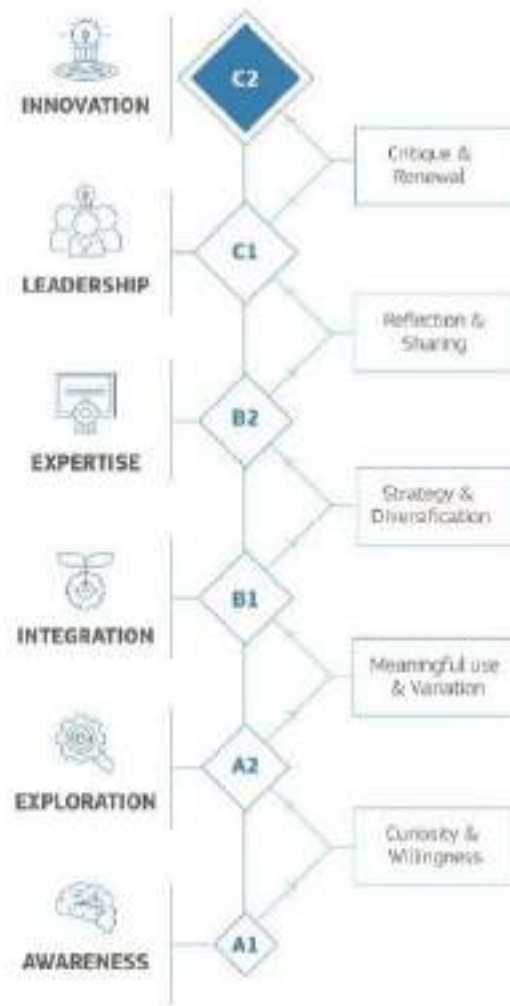 C2
INNOVATION
Critique &
Renewal
C1
LEADERSHIP
Reflection &
Sharing
B2
EXPERTISE
Strategy &
Diversification
B1
INTEGRATION
Meaningful use
& Variation
A2
EXPLORATION
Curiosity &
Willingness
A1
AWARENESS